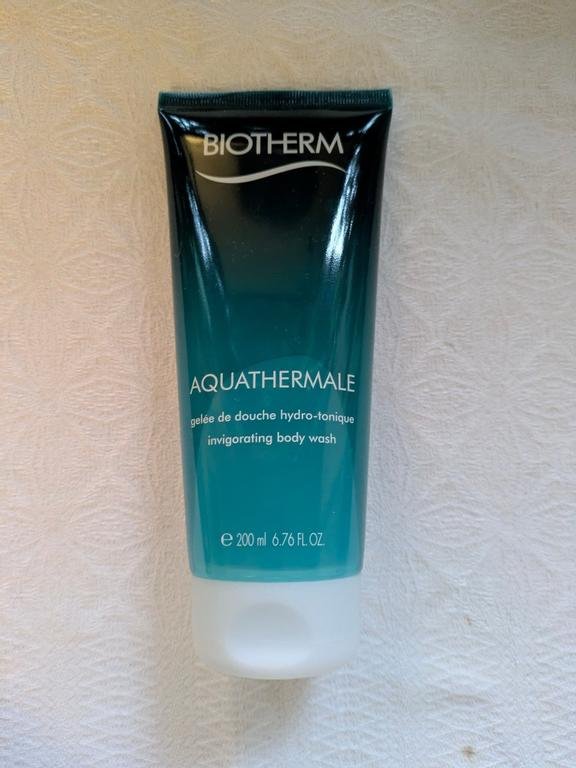 BIOTHERM
AQUATHERMALE
gelée de douche hydro-tonique
invigorating body wash
℮ 200 ml 6.76 FL. OZ.